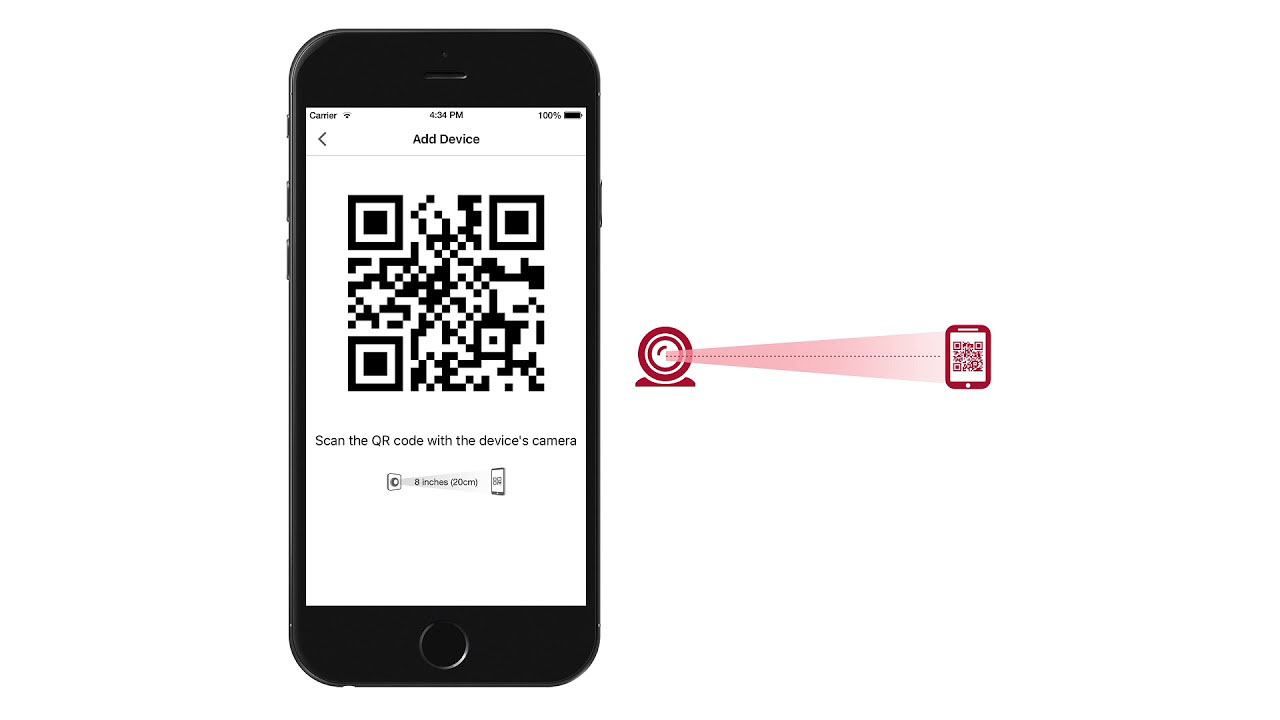 Carrier 4:34 PM 100%
Add Device
Scan the QR code with the device's camera
8 inches (20cm)